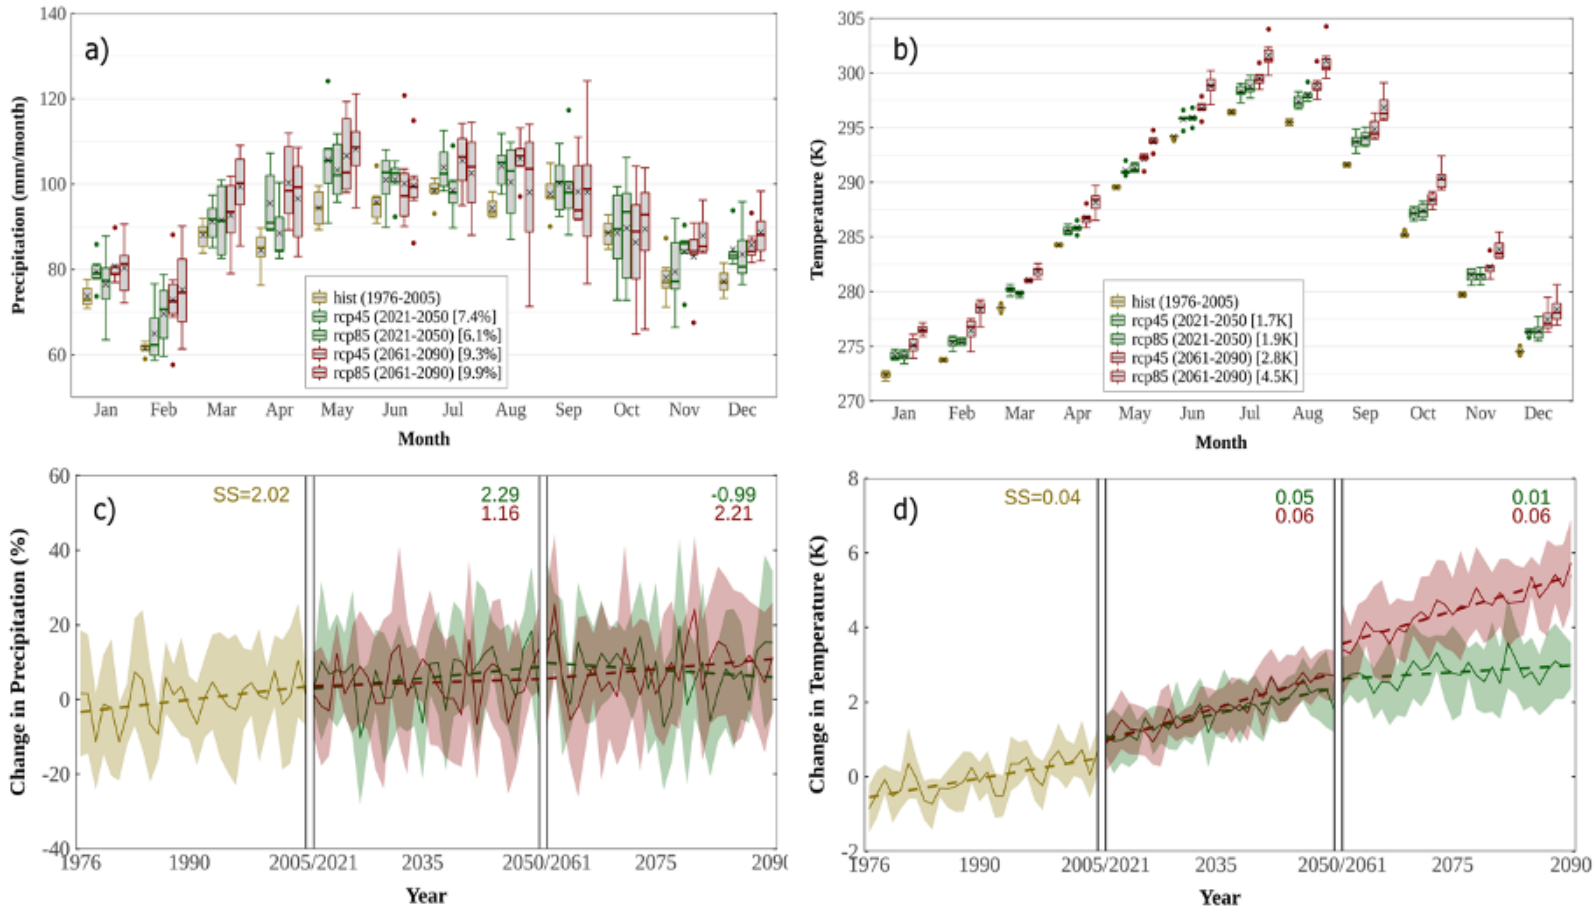 a)
Precipitation (mm/month)
140
120
100
80
60
hist (1976-2005)
rcp45 (2021-2050 [7.4%]
rcp85 (2021-2050) [6.1%]
rcp45 (2061-2090) [9.3%]
rcp85 (2061-2090) [9.9%]
Jan Feb Mar Apr May Jun Jul Aug Sep Oct Nov Dec
Month
b)
Temperature (K)
305
300
295
290
285
280
275
270
hist (1976-2005)
rcp45 (2021-2050 [1.7K]
rcp85 (2021-2050) [1.9K]
rcp45 (2061-2090) [2.8K]
rcp85 (2061-2090) [4.5K]
Jan Feb Mar Apr May Jun Jul Aug Sep Oct Nov Dec
Month
c)
Change in Precipitation (%)
60
40
20
0
-20
-40
SS=2.02 2.29 -0.99
1.16 2.21
1976 1990 2005/2021 2035 2050/2061 2075 2090
Year
d)
Change in Temperature (K)
8
6
4
2
0
-2
SS=0.04 0.05 0.01
0.06 0.06
1976 1990 2005/2021 2035 2050/2061 2075 2090
Year